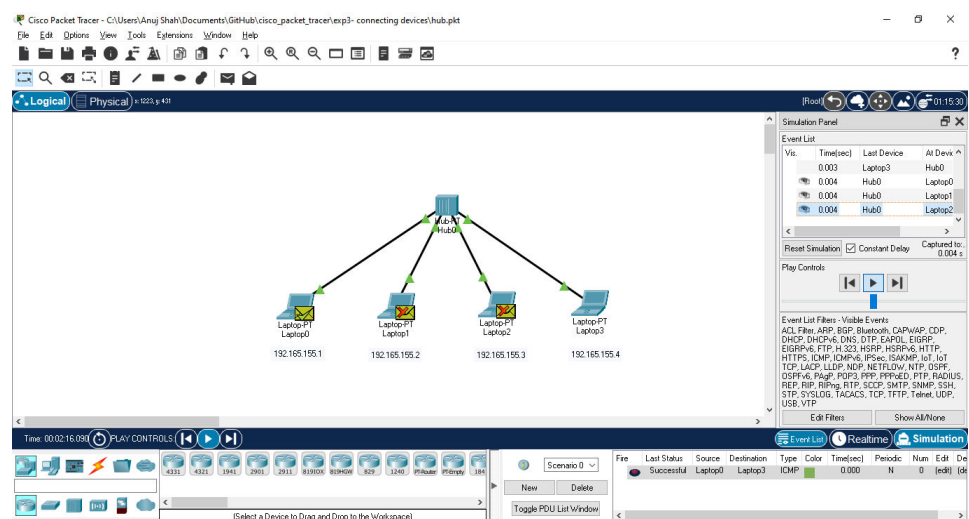 Cisco Packet Tracer - C:\Users\Anuj Shah\Documents\GitHub\cisco_packet_tracer\exp3- connecting devices\hub.pkt
File Edit Options View Tools Extensions Window Help
?
Logical Physical x: 1223, y: 431 [Root] 01:15:30
Simulation Panel
Event List
Vis. Time(sec) Last Device At Devic
0.003 Laptop3 Hub0
0.004 Hub0 Laptop0
0.004 Hub0 Laptop1
0.004 Hub0 Laptop2
Reset Simulation Constant Delay Captured to:
0.004 s
Play Controls
Event List Filters - Visible Events
ACL Filter, ARP, BGP, Bluetooth, CAPWAP, CDP,
DHCP, DHCPv6, DNS, DTP, EAPOL, EIGRP,
EIGRPv6, FTP, H.323, HSRP, HSRPv6, HTTP,
HTTPS, ICMP, ICMPv6, IPSec, ISAKMP, IoT, IoT
TCP, LACP, LLDP, NDP, NETFLOW, NTP, OSPF,
OSPFv6, PAgP, POP3, PPP, PPPoED, PTP, RADIUS,
REP, RIP, RIPng, RTP, SCCP, SMTP, SNMP, SSH,
STP, SYSLOG, TACACS, TCP, TFTP, Telnet, UDP,
USB, VTP
Edit Filters Show All/None
Hub-PT
Hub0
Laptop-PT
Laptop0
Laptop-PT
Laptop1
Laptop-PT
Laptop2
Laptop-PT
Laptop3
192.165.155.1 192.165.155.2 192.165.155.3 192.165.155.4
Time: 00:02:16.090 PLAY CONTROLS: Event List Realtime Simulation
4331 4321 1941 2901 2911 819IOX 819HGW 829 1240 PT-Router PT-Empty 184
(Select a Device to Drag and Drop to the Workspace)
Scenario 0
New Delete
Toggle PDU List Window
Fire Last Status Source Destination Type Color Time(sec) Periodic Num Edit De
Successful Laptop0 Laptop3 ICMP 0.000 N 0 (edit) (de